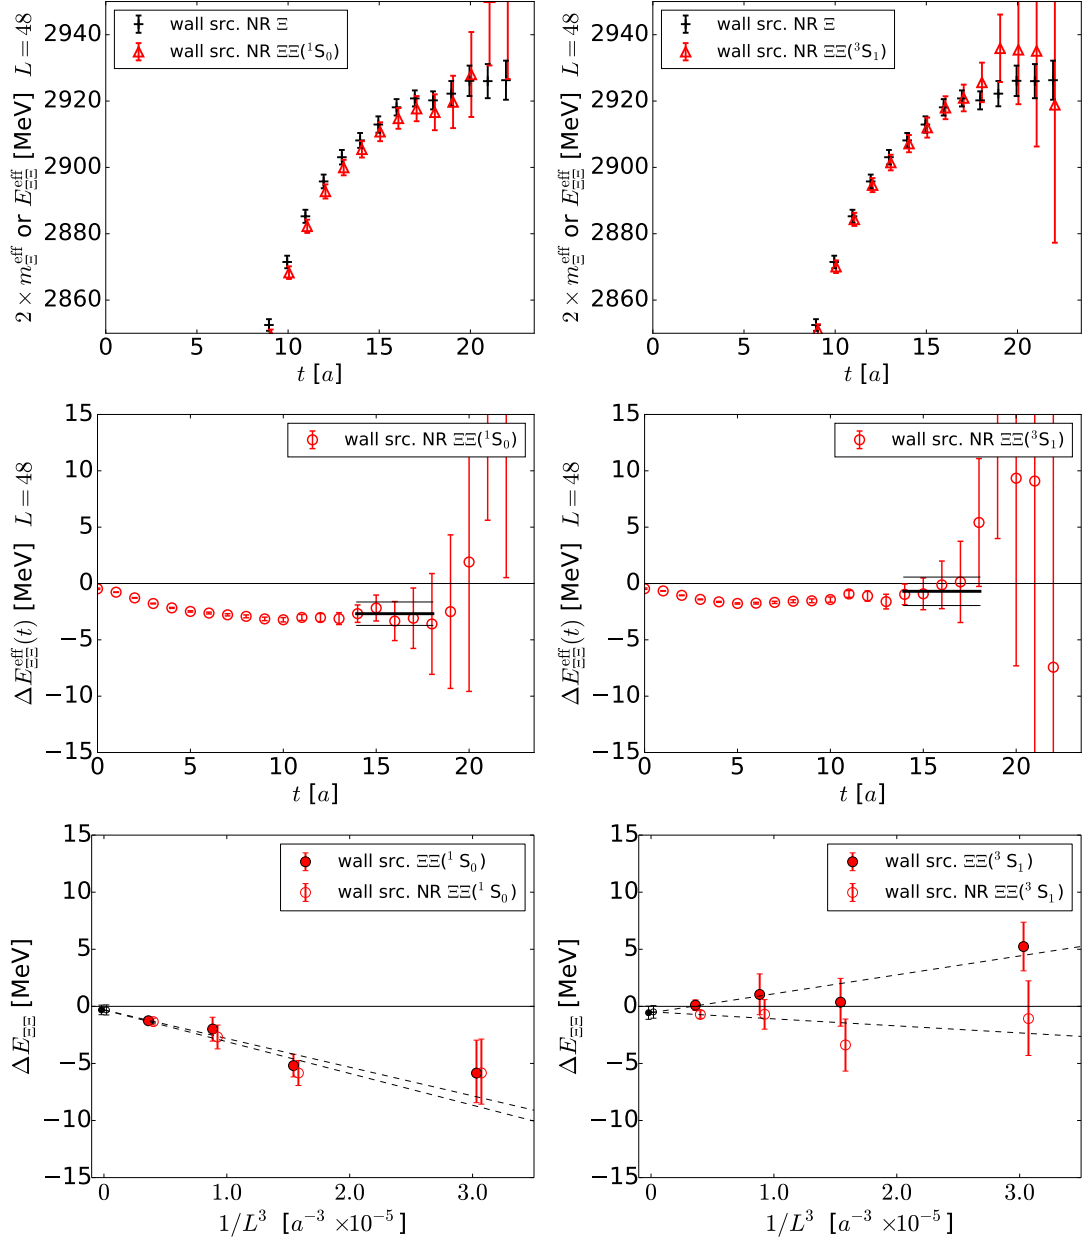 2 × m_Ξ^eff or E_ΞΞ^eff [MeV] L = 48
2940
2920
2900
2880
2860
wall src. NR Ξ
wall src. NR ΞΞ(¹S₀)
0 5 10 15 20
t [a]
2 × m_Ξ^eff or E_ΞΞ^eff [MeV] L = 48
2940
2920
2900
2880
2860
wall src. NR Ξ
wall src. NR ΞΞ(³S₁)
0 5 10 15 20
t [a]
ΔE_ΞΞ^eff(t) [MeV] L = 48
15
10
5
0
−5
−10
−15
wall src. NR ΞΞ(¹S₀)
0 5 10 15 20
t [a]
ΔE_ΞΞ^eff(t) [MeV] L = 48
15
10
5
0
−5
−10
−15
wall src. NR ΞΞ(³S₁)
0 5 10 15 20
t [a]
ΔE_ΞΞ [MeV]
15
10
5
0
−5
−10
−15
wall src. ΞΞ(¹ S₀)
wall src. NR ΞΞ(¹ S₀)
0 1.0 2.0 3.0
1/L³ [a⁻³ ×10⁻⁵]
ΔE_ΞΞ [MeV]
15
10
5
0
−5
−10
−15
wall src. ΞΞ(³ S₁)
wall src. NR ΞΞ(³ S₁)
0 1.0 2.0 3.0
1/L³ [a⁻³ ×10⁻⁵]